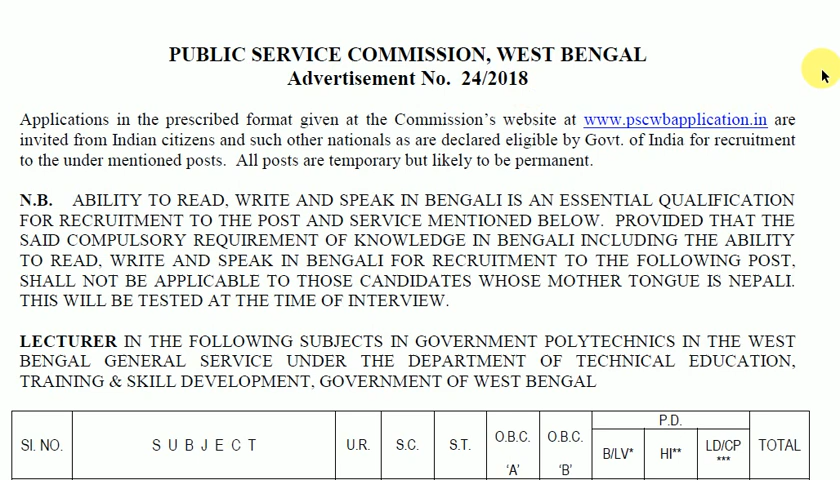 PUBLIC SERVICE COMMISSION, WEST BENGAL
Advertisement No. 24/2018
Applications in the prescribed format given at the Commission's website at www.pscwbapplication.in are
invited from Indian citizens and such other nationals as are declared eligible by Govt. of India for recruitment
to the under mentioned posts. All posts are temporary but likely to be permanent.
N.B. ABILITY TO READ, WRITE AND SPEAK IN BENGALI IS AN ESSENTIAL QUALIFICATION
FOR RECRUITMENT TO THE POST AND SERVICE MENTIONED BELOW. PROVIDED THAT THE
SAID COMPULSORY REQUIREMENT OF KNOWLEDGE IN BENGALI INCLUDING THE ABILITY
TO READ, WRITE AND SPEAK IN BENGALI FOR RECRUITMENT TO THE FOLLOWING POST,
SHALL NOT BE APPLICABLE TO THOSE CANDIDATES WHOSE MOTHER TONGUE IS NEPALI.
THIS WILL BE TESTED AT THE TIME OF INTERVIEW.
LECTURER IN THE FOLLOWING SUBJECTS IN GOVERNMENT POLYTECHNICS IN THE WEST
BENGAL GENERAL SERVICE UNDER THE DEPARTMENT OF TECHNICAL EDUCATION,
TRAINING & SKILL DEVELOPMENT, GOVERNMENT OF WEST BENGAL
P.D.
Sl. NO. SUBJECT U.R. S.C. S.T. O.B.C. O.B.C. B/LV* HI** LD/CP TOTAL
'A' 'B' ***